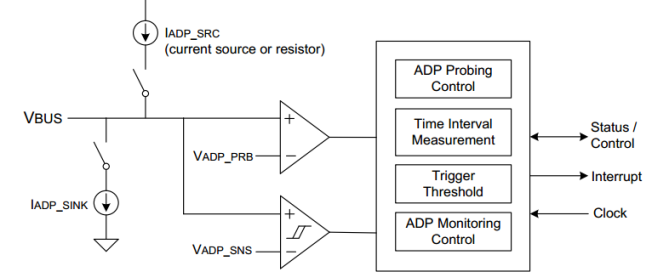 IADP_SRC
(current source or resistor)
VBUS
VADP_PRB
IADP_SINK
VADP_SNS
ADP Probing
Control
Time Interval
Measurement
Trigger
Threshold
ADP Monitoring
Control
Status /
Control
Interrupt
Clock